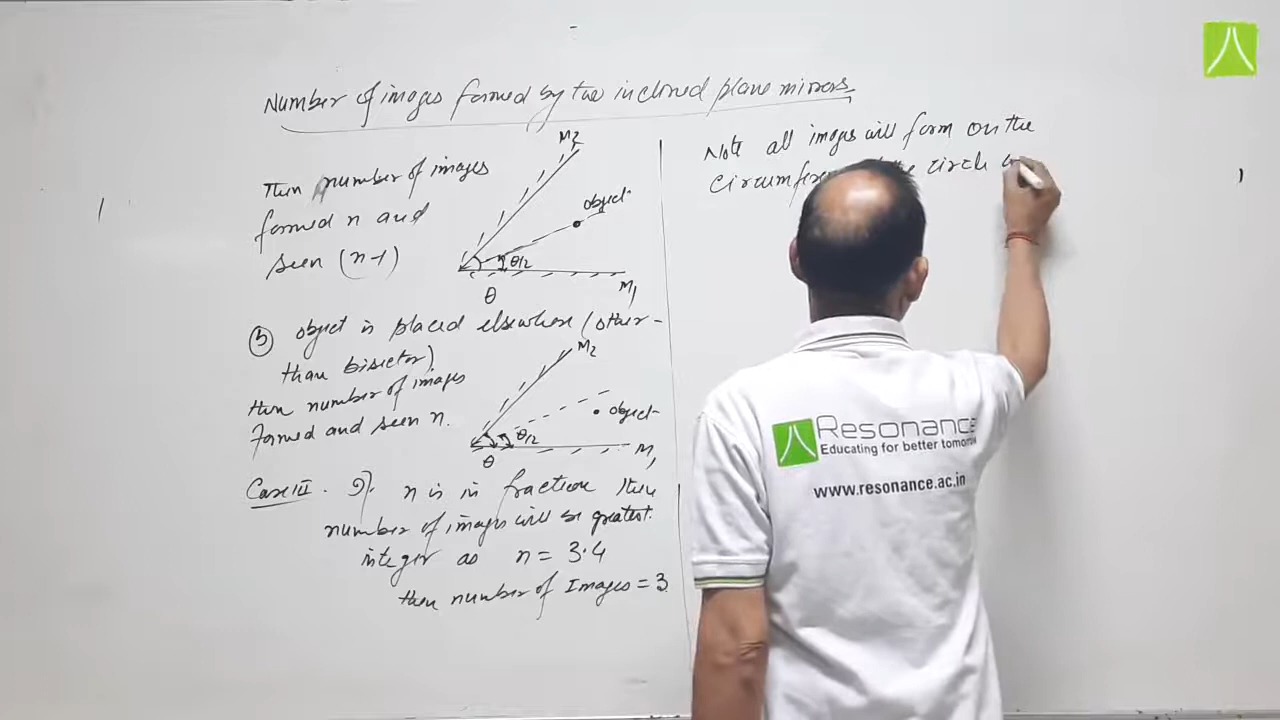 Number of images formed by two inclined plane mirrors
Then number of images
formed n and
seen (n-1)
M2
object
θ/2
θ
M1
(b) object is placed elsewhere (other-
than bisector)
then number of images
formed and seen n.
M2
object
θ/2
θ
M1
Case III. If n is in fraction then
number of images will be greatest
integer as n = 3.4
then number of Images = 3
Note all images will form on the
circumfere circle
Resonance
Educating for better tomorrow
www.resonance.ac.in